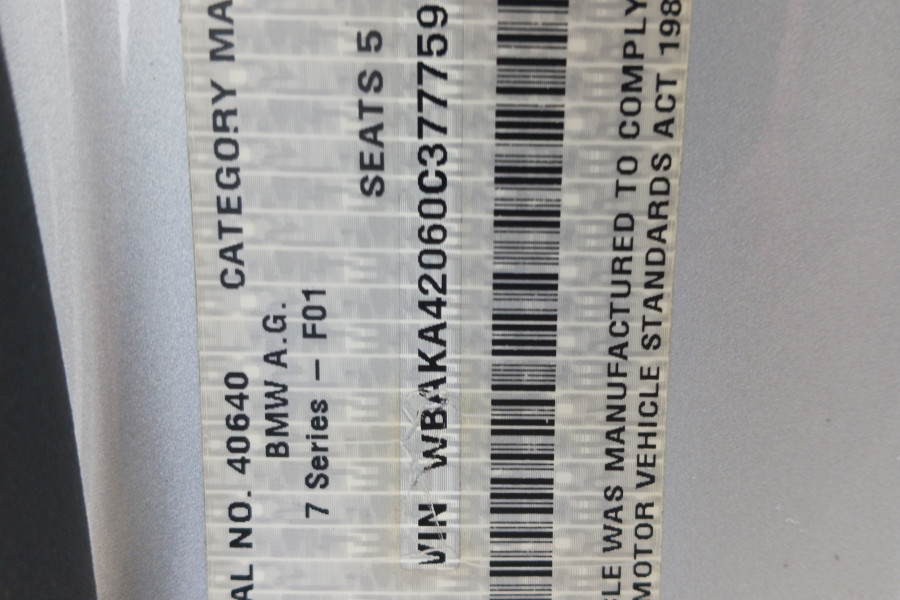 AL NO. 40640 CATEGORY MA
BMW A.G.
7 Series – F01
SEATS 5
VIN WBAKA42060C377759
CLE WAS MANUFACTURED TO COMPLY
MOTOR VEHICLE STANDARDS ACT 198